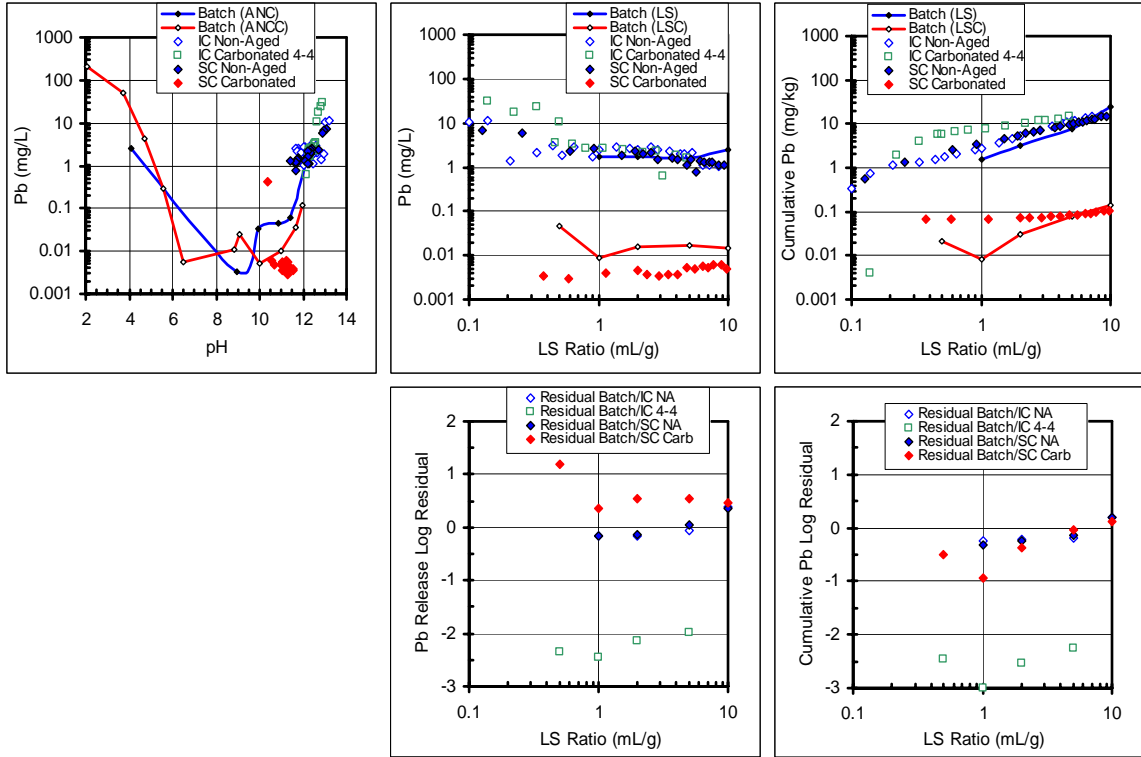 Batch (ANC)
Batch (ANCC)
IC Non-Aged
IC Carbonated 4-4
SC Non-Aged
SC Carbonated
1000
100
10
1
0.1
0.01
0.001
Pb (mg/L)
2 4 6 8 10 12 14
pH
Batch (LS)
Batch (LSC)
IC Non-Aged
IC Carbonated 4-4
SC Non-Aged
SC Carbonated
1000
100
10
1
0.1
0.01
0.001
Pb (mg/L)
0.1 1 10
LS Ratio (mL/g)
Batch (LS)
Batch (LSC)
IC Non-Aged
IC Carbonated 4-4
SC Non-Aged
SC Carbonated
1000
100
10
1
0.1
0.01
0.001
Cumulative Pb (mg/kg)
0.1 1 10
LS Ratio (mL/g)
Residual Batch/IC NA
Residual Batch/IC 4-4
Residual Batch/SC NA
Residual Batch/SC Carb
2
1
0
-1
-2
-3
Pb Release Log Residual
0.1 1 10
LS Ratio (mL/g)
Residual Batch/IC NA
Residual Batch/IC 4-4
Residual Batch/SC NA
Residual Batch/SC Carb
2
1
0
-1
-2
-3
Cumulative Pb Log Residual
0.1 1 10
LS Ratio (mL/g)